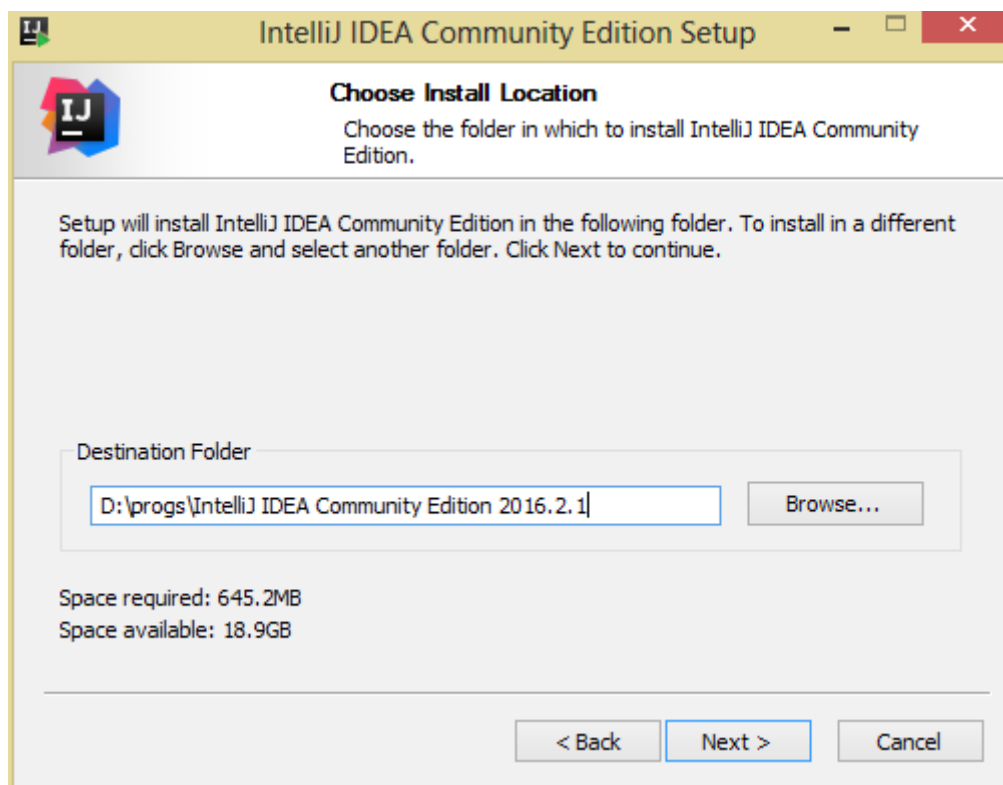 IntelliJ IDEA Community Edition Setup
IJ
Choose Install Location
Choose the folder in which to install IntelliJ IDEA Community
Edition.
Setup will install IntelliJ IDEA Community Edition in the following folder. To install in a different
folder, click Browse and select another folder. Click Next to continue.
Destination Folder
D:\progs\IntelliJ IDEA Community Edition 2016.2.1
Browse...
Space required: 645.2MB
Space available: 18.9GB
< Back
Next >
Cancel